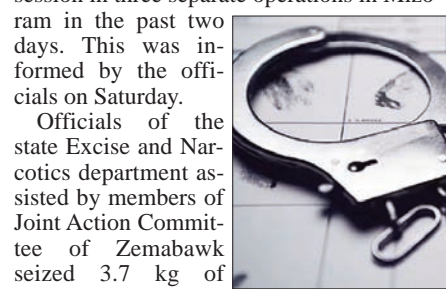 session in three separate operations in Mizo-
ram in the past two
days. This was in-
formed by the offi-
cials on Saturday.
Officials of the
state Excise and Nar-
cotics department as-
sisted by members of
Joint Action Commit-
tee of Zemabawk
seized 3.7 kg of